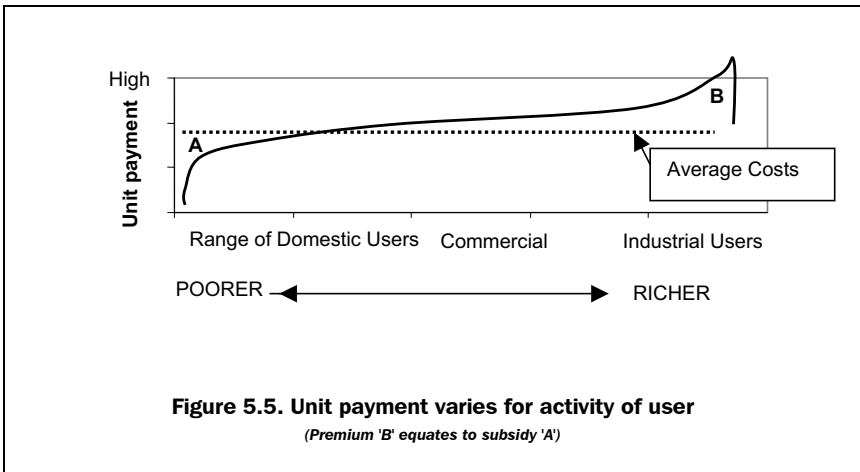 High
Unit payment
A
B
Average Costs
Range of Domestic Users Commercial Industrial Users
POORER RICHER
Figure 5.5. Unit payment varies for activity of user
(Premium 'B' equates to subsidy 'A')